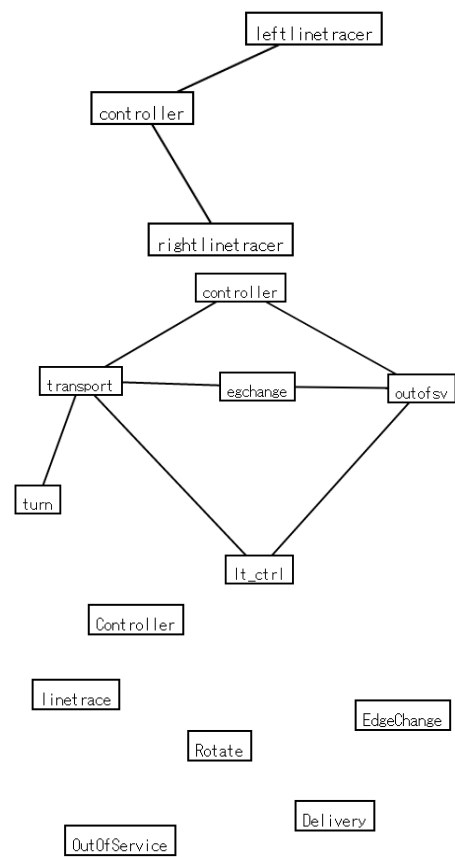 leftlinetracer
controller
rightlinetracer
controller
transport
egchange
outofsv
turn
lt_ctrl
Controller
linetrace
EdgeChange
Rotate
Delivery
OutOfService